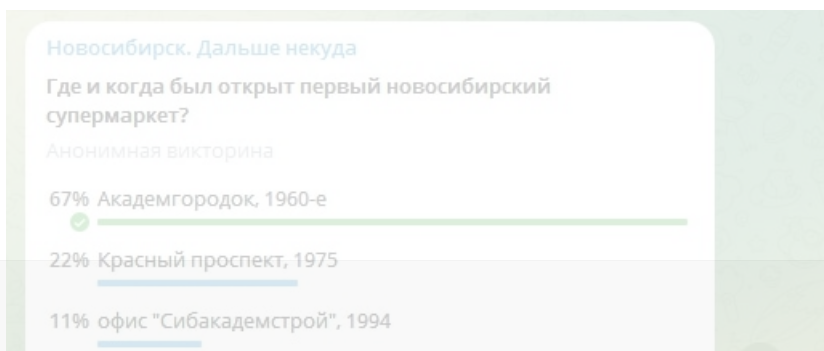 Новосибирск. Дальше некуда
Где и когда был открыт первый новосибирский
супермаркет?
Анонимная викторина
67% Академгородок, 1960-е
22% Красный проспект, 1975
11% офис "Сибакадемстрой", 1994